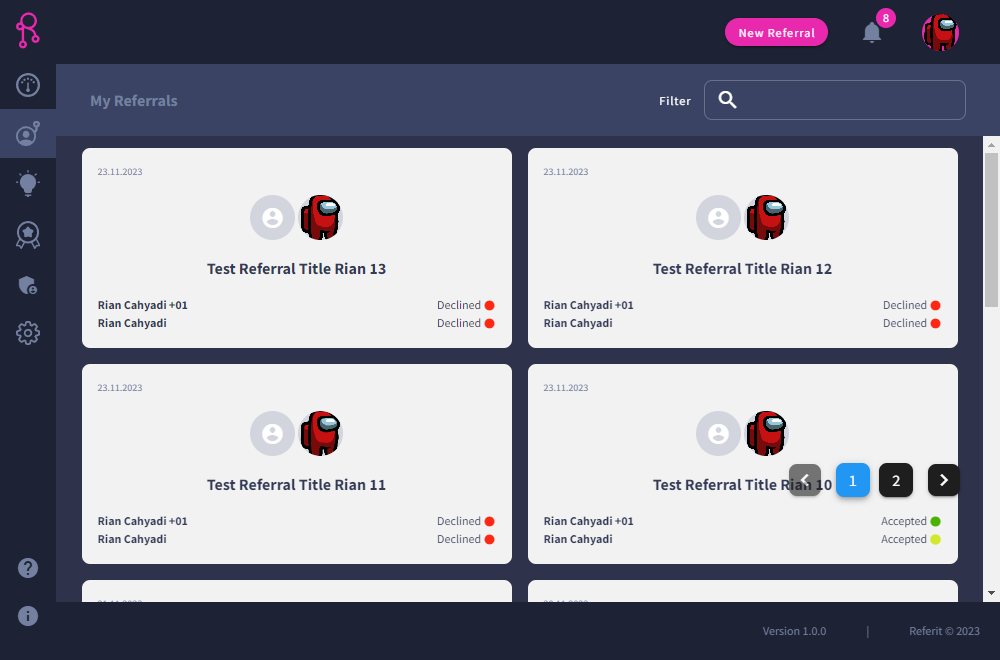 8
New Referral
My Referrals
Filter
23.11.2023
Test Referral Title Rian 13
Rian Cahyadi +01 Declined
Rian Cahyadi Declined
23.11.2023
Test Referral Title Rian 12
Rian Cahyadi +01 Declined
Rian Cahyadi Declined
23.11.2023
Test Referral Title Rian 11
Rian Cahyadi +01 Declined
Rian Cahyadi Declined
23.11.2023
Test Referral Title Rian 10
1 2
Rian Cahyadi +01 Accepted
Rian Cahyadi Accepted
Version 1.0.0 | Referit © 2023